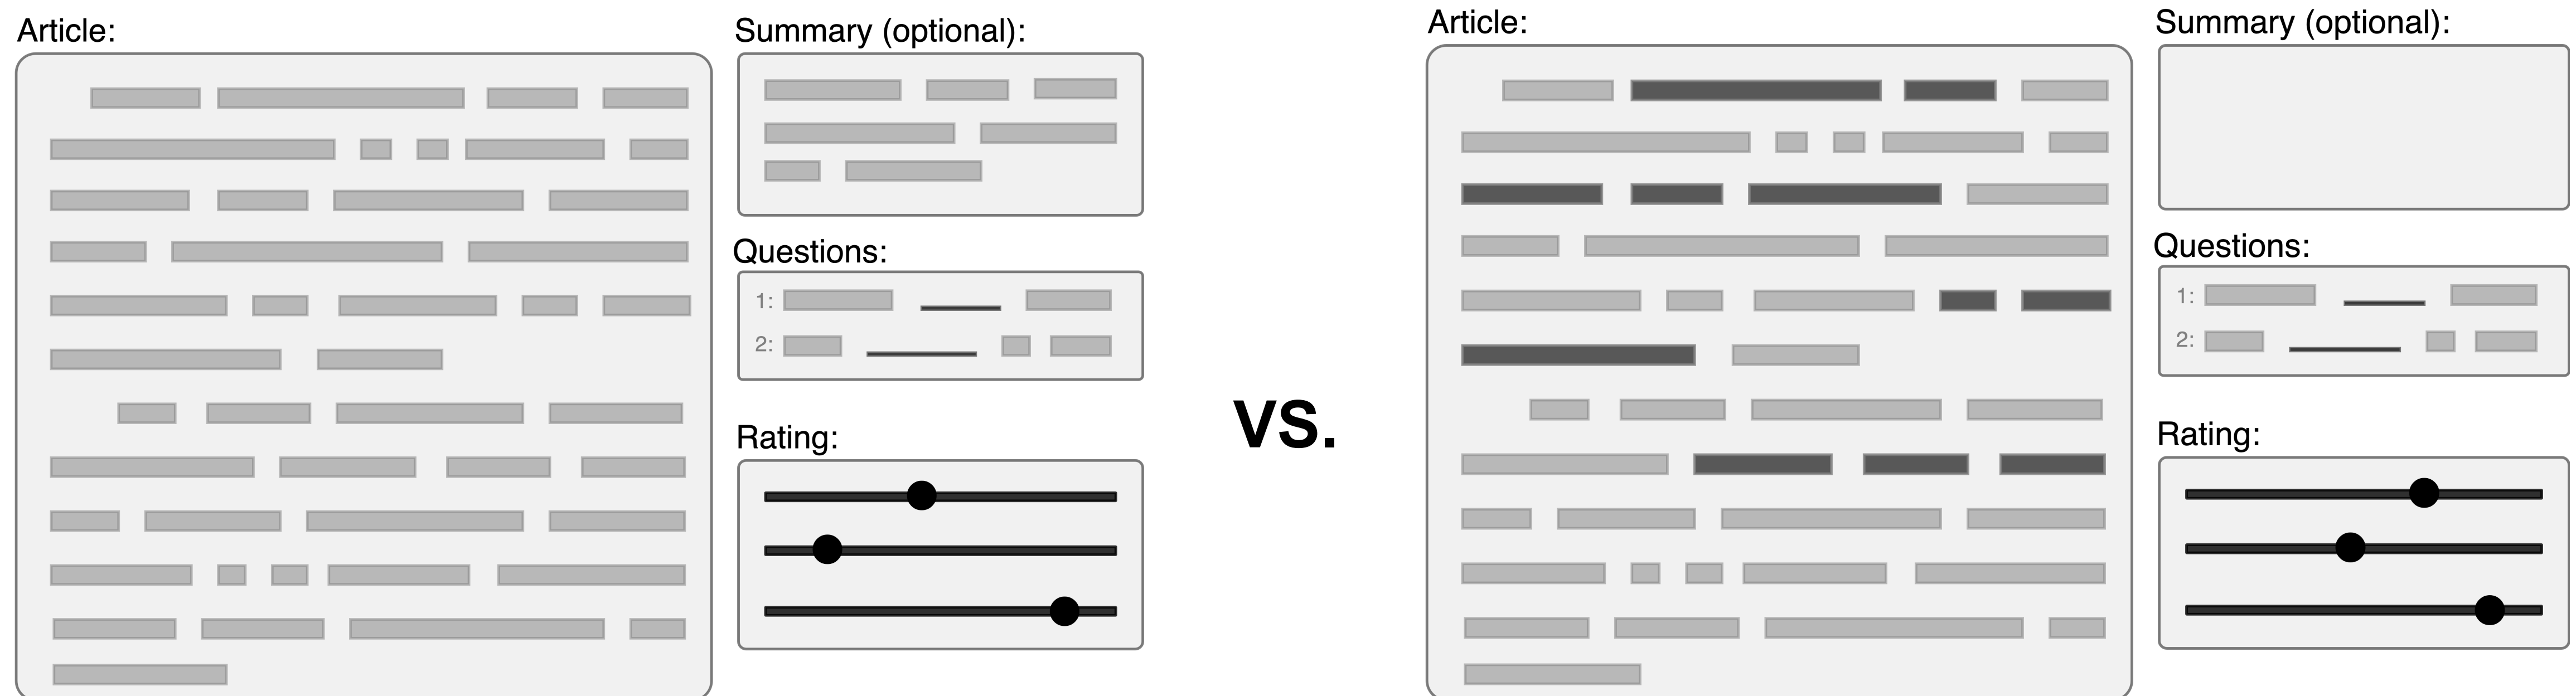 Article:
Summary (optional):
Questions:
1:
2:
Rating:
VS.
Article:
Summary (optional):
Questions:
1:
2:
Rating: